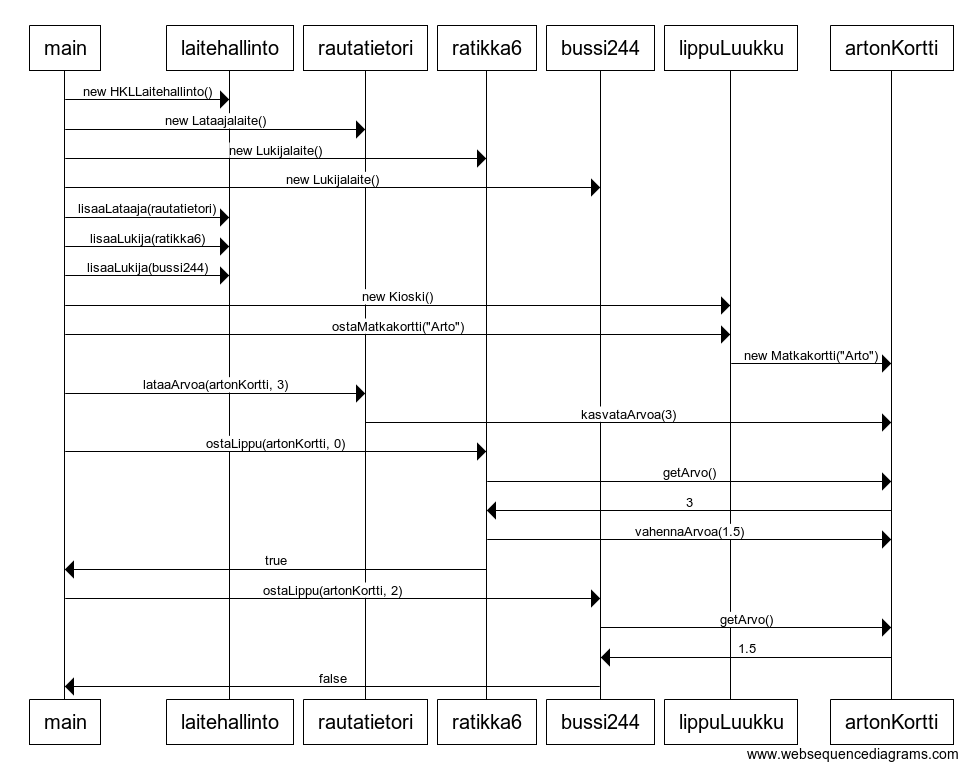 main laitehallinto rautatietori ratikka6 bussi244 lippuLuukku artonKortti
new HKLLaitehallinto()
new Lataajalaite()
new Lukijalaite()
new Lukijalaite()
lisaaLataaja(rautatietori)
lisaaLukija(ratikka6)
lisaaLukija(bussi244)
new Kioski()
ostaMatkakortti("Arto")
new Matkakortti("Arto")
lataaArvoa(artonKortti, 3)
kasvataArvoa(3)
ostaLippu(artonKortti, 0)
getArvo()
3
vahennaArvoa(1.5)
true
ostaLippu(artonKortti, 2)
getArvo()
1.5
false
main laitehallinto rautatietori ratikka6 bussi244 lippuLuukku artonKortti
www.websequencediagrams.com